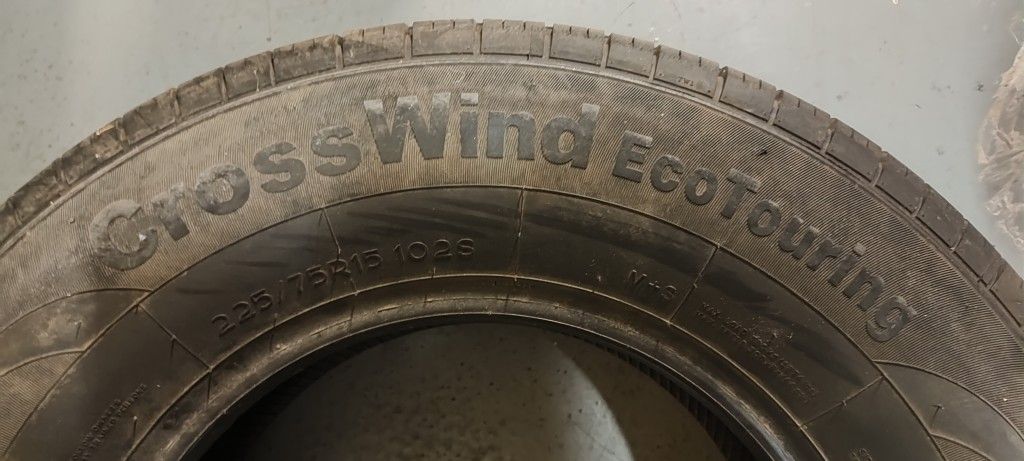 CrossWind EcoTouring
225/75R15 102S
M+S